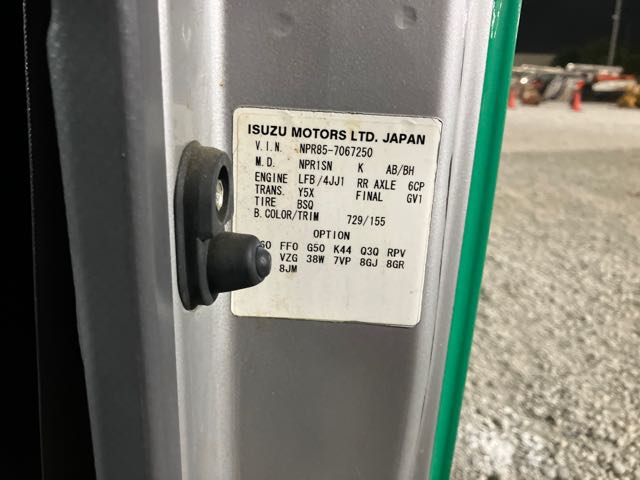 ISUZU MOTORS LTD. JAPAN
V.I.N. NPR85-7067250
M.D. NPR1SN K AB/BH
ENGINE LFB/4JJ1 RR AXLE 6CP
TRANS. Y5X FINAL GV1
TIRE BSQ
B.COLOR/TRIM 729/155
OPTION
FFO G50 K44 Q3Q RPV
VZG 38W 7VP 8GJ 8GR
8JM